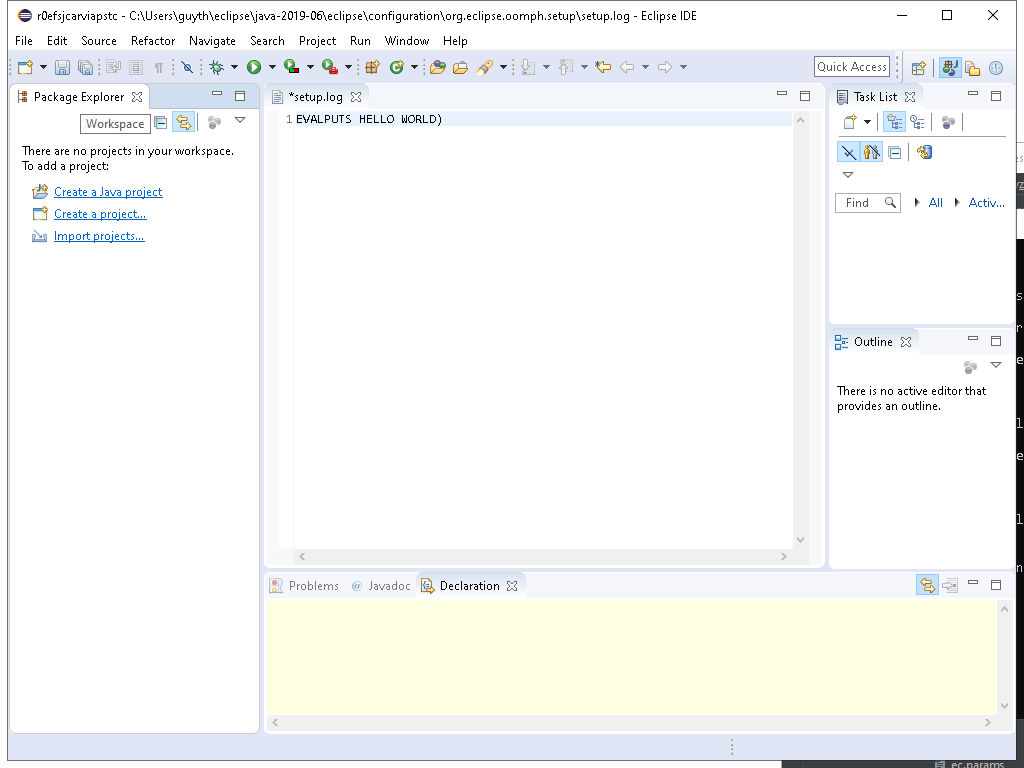 r0efsjcarviapstc - C:\Users\guyth\eclipse\java-2019-06\eclipse\configuration\org.eclipse.oomph.setup\setup.log - Eclipse IDE
File Edit Source Refactor Navigate Search Project Run Window Help
Quick Access
Package Explorer
Workspace
There are no projects in your workspace.
To add a project:
Create a Java project
Create a project...
Import projects...
*setup.log
1 EVALPUTS HELLO WORLD)
Task List
Find
All
Activ...
Outline
There is no active editor that
provides an outline.
Problems @ Javadoc Declaration
ec.params